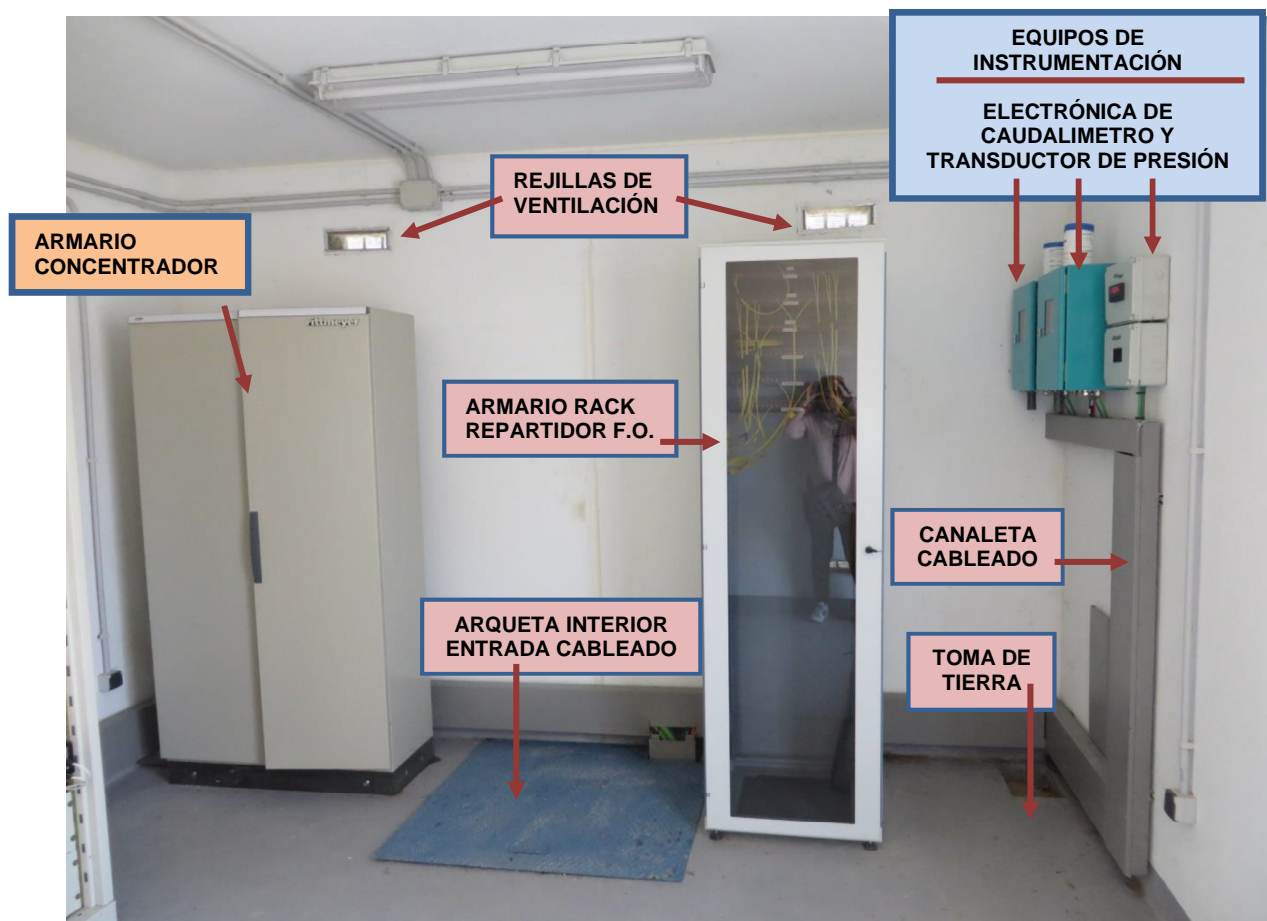 EQUIPOS DE
INSTRUMENTACIÓN
ELECTRÓNICA DE
CAUDALIMETRO Y
TRANSDUCTOR DE PRESIÓN
REJILLAS DE
VENTILACIÓN
ARMARIO
CONCENTRADOR
rittmeyer
ARMARIO RACK
REPARTIDOR F.O.
CANALETA
CABLEADO
ARQUETA INTERIOR
ENTRADA CABLEADO
TOMA DE
TIERRA